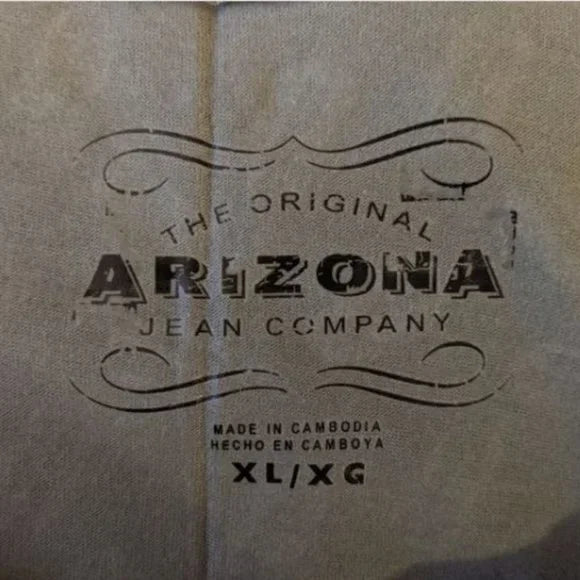 THE ORIGINAL
ARIZONA
JEAN COMPANY
MADE IN CAMBODIA
HECHO EN CAMBOYA
XL/XG